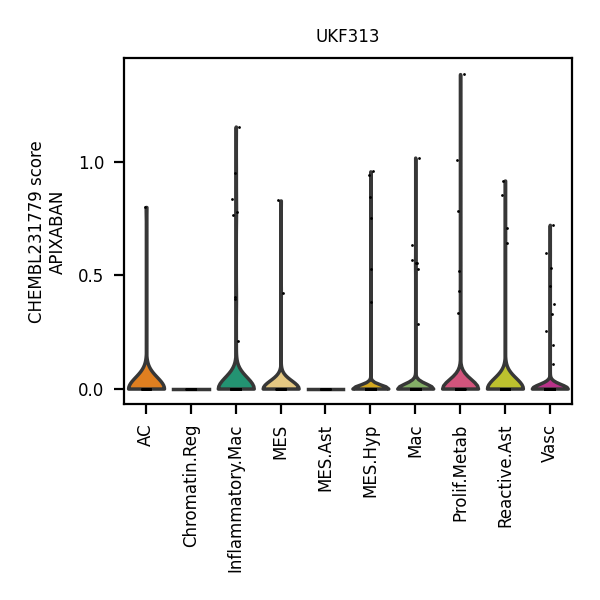 UKF313
CHEMBL231779 score
APIXABAN
1.0
0.5
0.0
AC
Chromatin.Reg
Inflammatory.Mac
MES
MES.Ast
MES.Hyp
Mac
Prolif.Metab
Reactive.Ast
Vasc